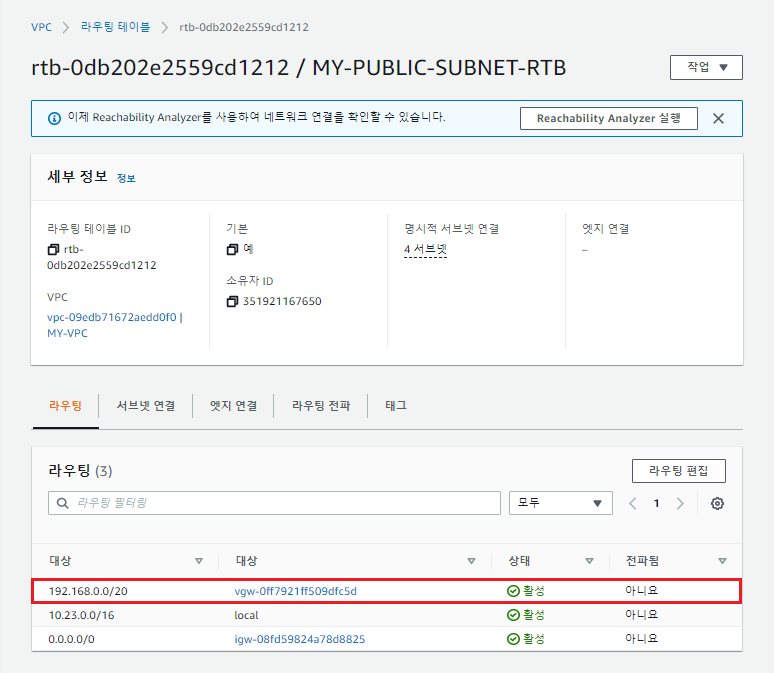 VPC > 라우팅 테이블 > rtb-0db202e2559cd1212
rtb-0db202e2559cd1212 / MY-PUBLIC-SUBNET-RTB
작업
이제 Reachability Analyzer를 사용하여 네트워크 연결을 확인할 수 있습니다.
Reachability Analyzer 실행
세부 정보 정보
라우팅 테이블 ID
rtb-
0db202e2559cd1212
VPC
vpc-09edb71672aedd0f0 |
MY-VPC
기본
예
소유자 ID
351921167650
명시적 서브넷 연결
4 서브넷
엣지 연결
–
라우팅 서브넷 연결 엣지 연결 라우팅 전파 태그
라우팅 (3)
라우팅 편집
라우팅 필터링
모두
1
대상 대상 상태 전파됨
192.168.0.0/20 vgw-0ff7921ff509dfc5d 활성 아니요
10.23.0.0/16 local 활성 아니요
0.0.0.0/0 igw-08fd59824a78d8825 활성 아니요